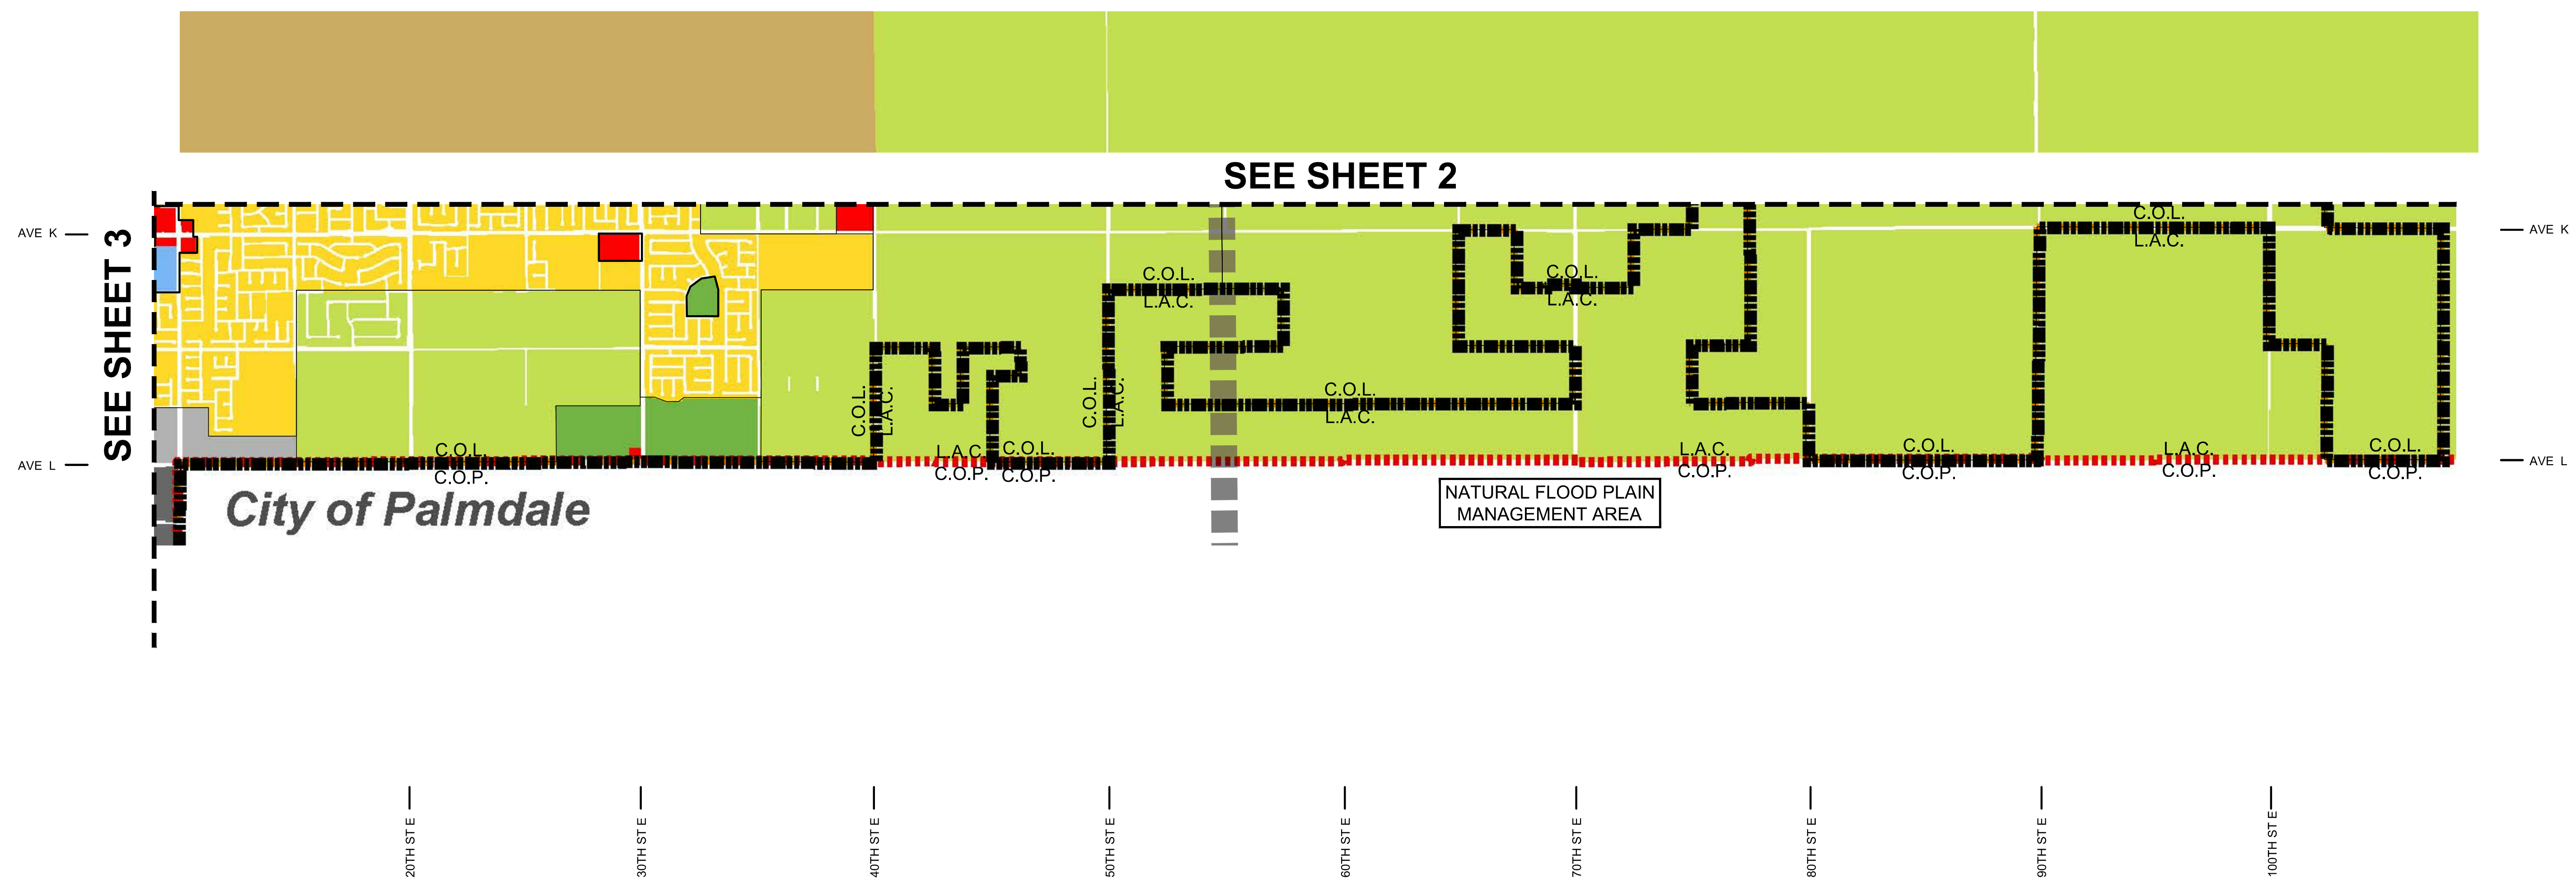 SEE SHEET 2
SEE SHEET 3
AVE K
AVE K
C.O.L.
L.A.C.
C.O.L.
L.A.C.
C.O.L.
L.A.C.
C.O.L.
L.A.C.
C.O.L.
L.A.C.
C.O.L.
L.A.C.
AVE L
AVE L
C.O.L.
C.O.P.
L.A.C.
C.O.P.
C.O.L.
C.O.P.
L.A.C.
C.O.P.
C.O.L.
C.O.P.
L.A.C.
C.O.P.
C.O.L.
C.O.P.
City of Palmdale
NATURAL FLOOD PLAIN
MANAGEMENT AREA
20TH ST E
30TH ST E
40TH ST E
50TH ST E
60TH ST E
70TH ST E
80TH ST E
90TH ST E
100TH ST E